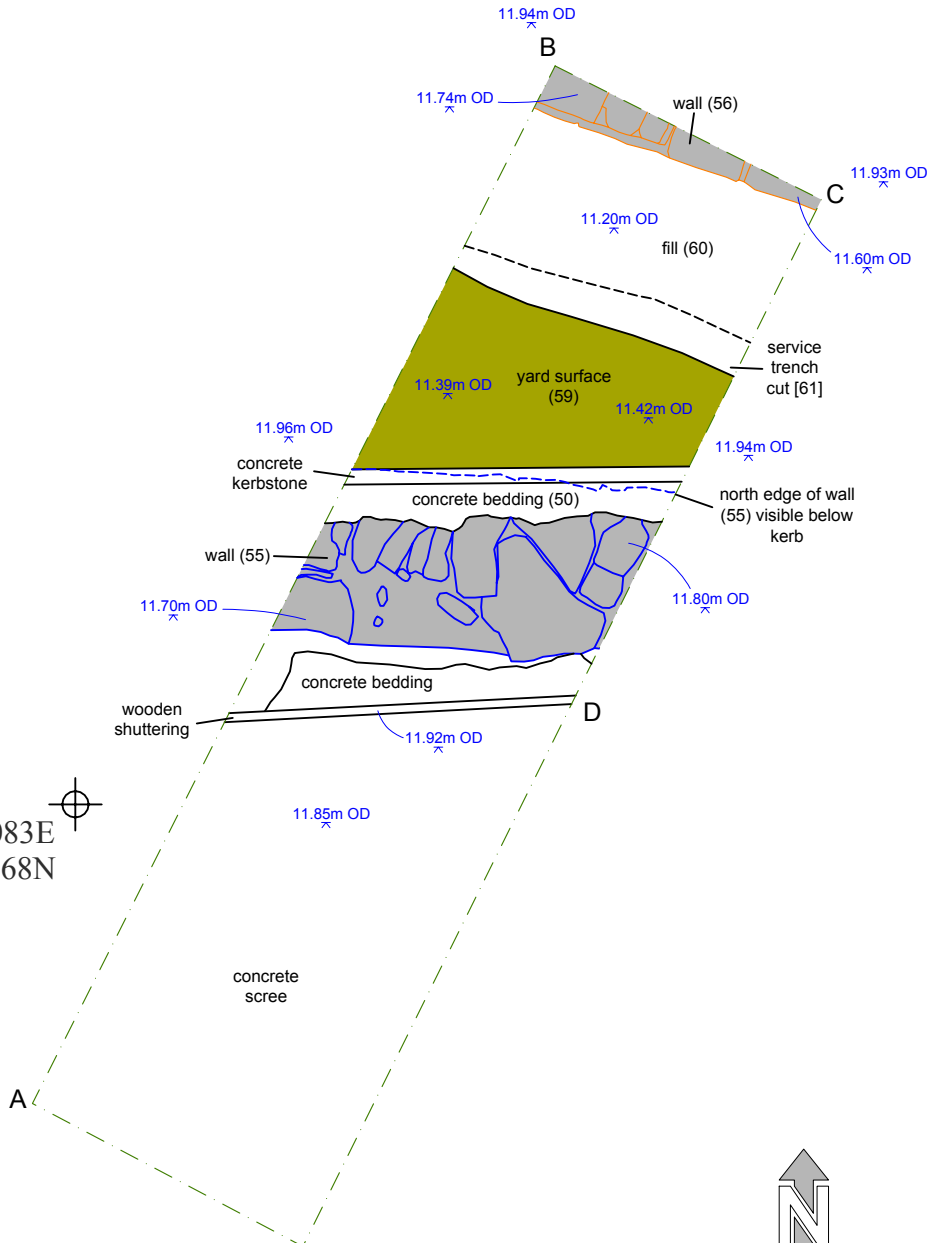 11.94m OD
B
11.74m OD
wall (56)
11.93m OD
C
11.20m OD
fill (60)
11.60m OD
service
trench
cut [61]
yard surface
(59)
11.39m OD
11.42m OD
11.96m OD
11.94m OD
concrete
kerbstone
concrete bedding (50)
north edge of wall
(55) visible below
kerb
wall (55)
11.70m OD
11.80m OD
concrete bedding
wooden
shuttering
D
11.92m OD
11.85m OD
083E
68N
concrete
scree
A
N